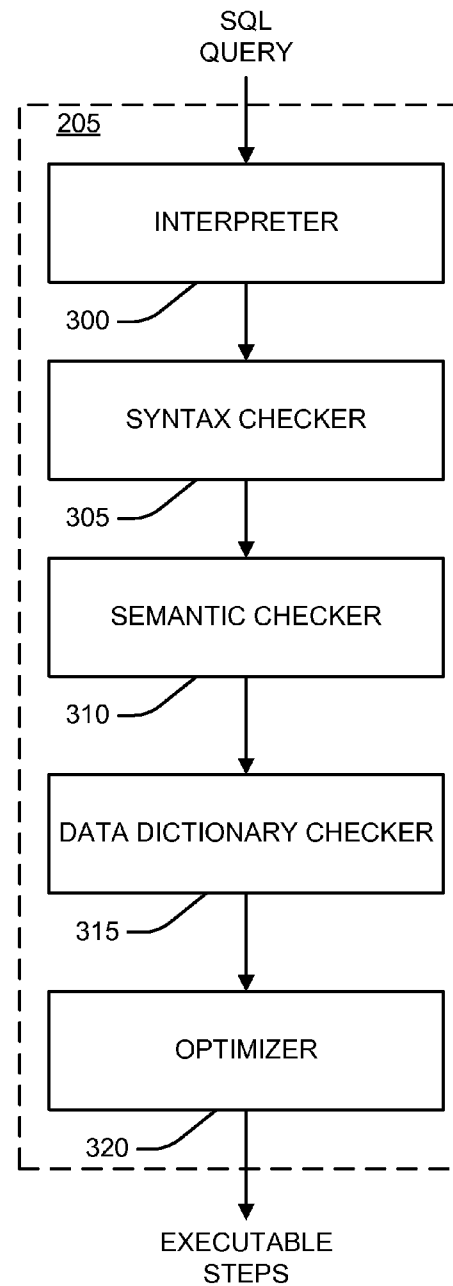 SQL
QUERY
205
INTERPRETER
300
SYNTAX CHECKER
305
SEMANTIC CHECKER
310
DATA DICTIONARY CHECKER
315
OPTIMIZER
320
EXECUTABLE
STEPS